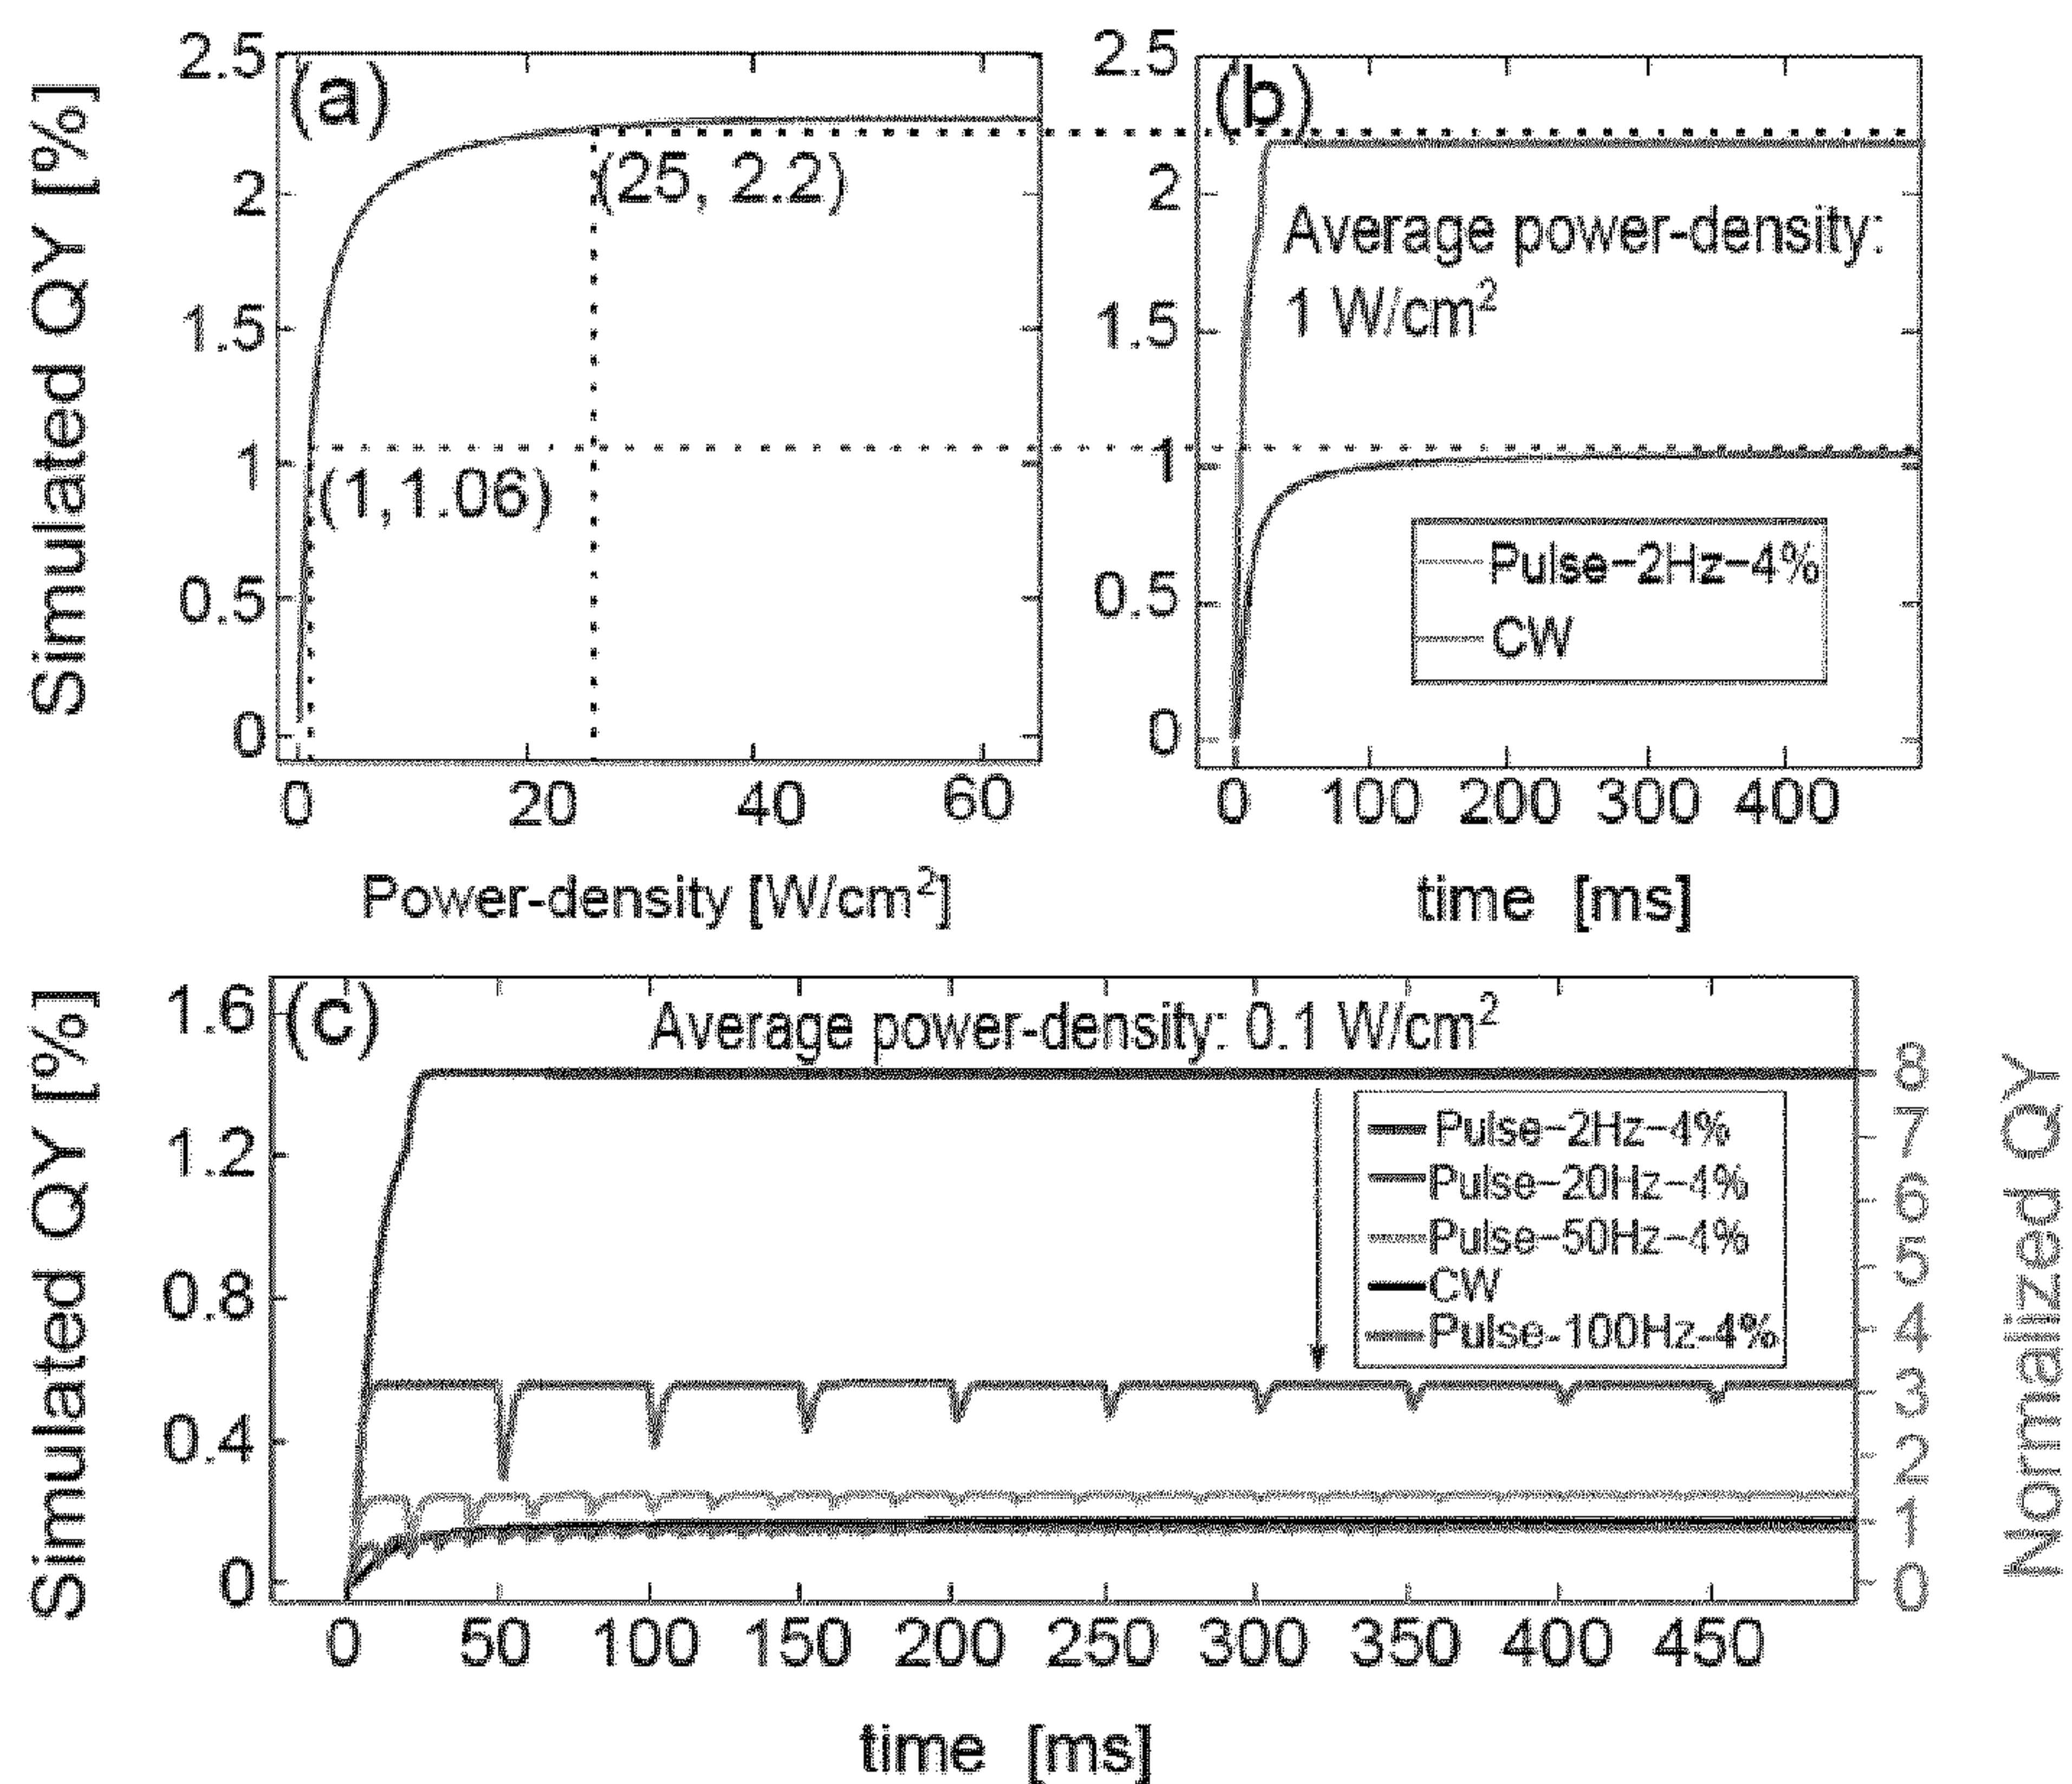 Simulated QY [%]
2.5
2
1.5
1
0.5
0
(a)
(25, 2.2)
(1,1.06)
0 20 40 60
Power-density [W/cm²]
2.5
2
1.5
1
0.5
0
(b)
Average power-density:
1 W/cm²
Pulse-2Hz-4%
CW
0 100 200 300 400
time [ms]
Simulated QY [%]
1.6
1.2
0.8
0.4
0
(c)
Average power-density: 0.1 W/cm²
Pulse-2Hz-4%
Pulse-20Hz-4%
Pulse-50Hz-4%
CW
Pulse-100Hz-4%
8
7
6
5
4
3
2
1
0
Normalized QY
0 50 100 150 200 250 300 350 400 450
time [ms]